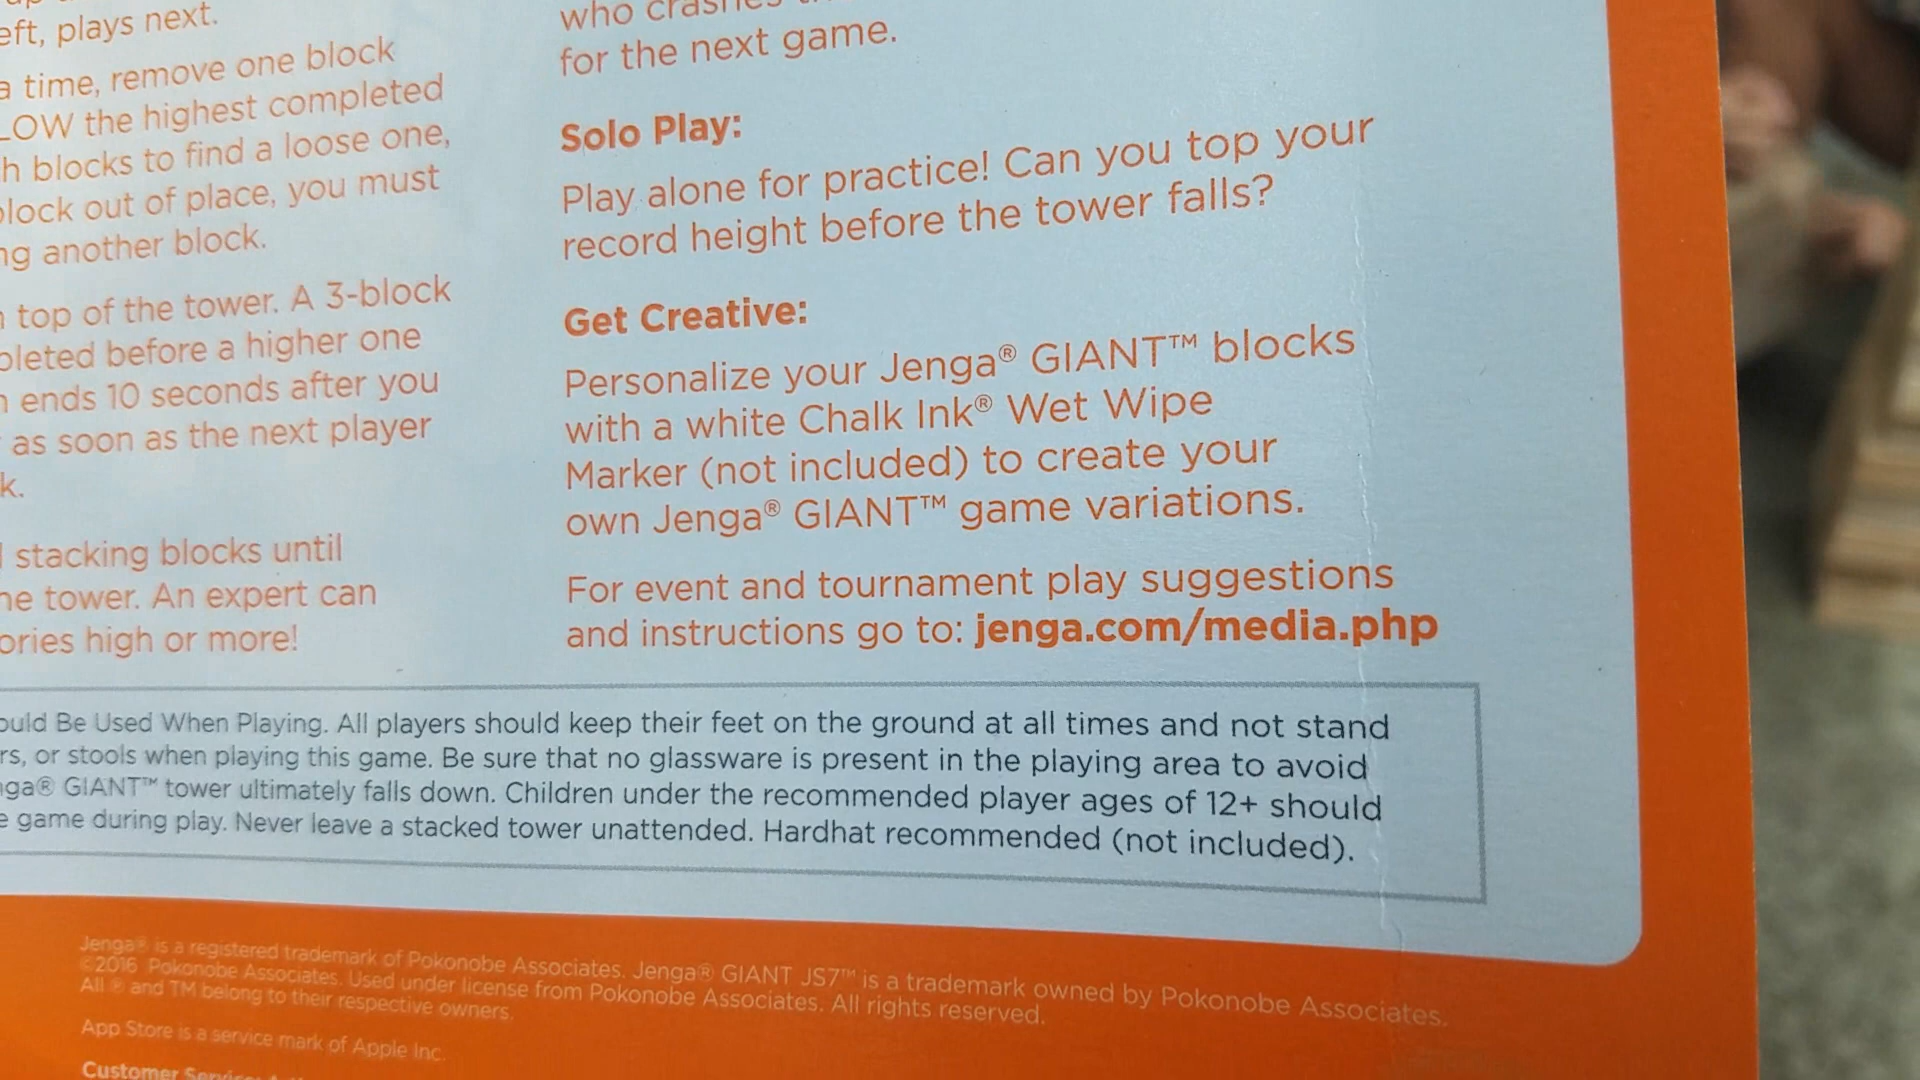 plays next.
time, remove one block
the highest completed
blocks to find a loose one,
out of place, you must
another block.
top of the tower. A 3-block
before a higher one
ends 10 seconds after you
as soon as the next player
k.
stacking blocks until
tower. An expert can
high or more!
who crashes
for the next game.
Solo Play:
Play alone for practice! Can you top your
record height before the tower falls?
Get Creative:
Personalize your Jenga® GIANT™ blocks
with a white Chalk Ink® Wet Wipe
Marker (not included) to create your
own Jenga® GIANT™ game variations.
For event and tournament play suggestions
and instructions go to: jenga.com/media.php
Be Used When Playing. All players should keep their feet on the ground at all times and not stand
or stools when playing this game. Be sure that no glassware is present in the playing area to avoid
GIANT™ tower ultimately falls down. Children under the recommended player ages of 12+ should
game during play. Never leave a stacked tower unattended. Hardhat recommended (not included).
Jenga® is a registered trademark of Pokonobe Associates. Jenga® GIANT JS7™ is a trademark owned by Pokonobe Associates.
©2016 Pokonobe Associates. Used under license from Pokonobe Associates. All rights reserved.
All ® and TM belong to their respective owners.
App Store is a service mark of Apple Inc.
Customer